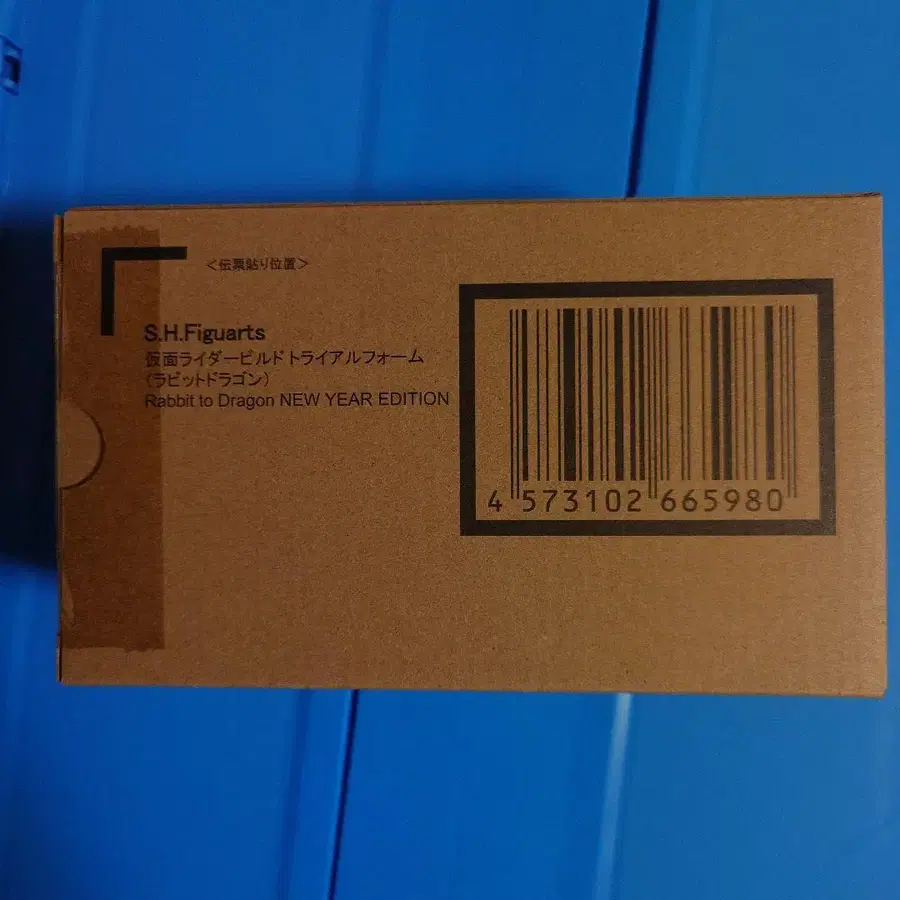 ＜伝票貼り位置＞
S.H.Figuarts
仮面ライダービルド トライアルフォーム
（ラビットドラゴン）
Rabbit to Dragon NEW YEAR EDITION
4 573102 665980